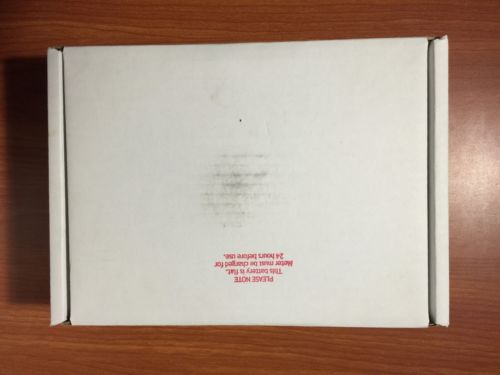 PLEASE NOTE
This battery is flat.
Meter must be charged for
24 hours before use.